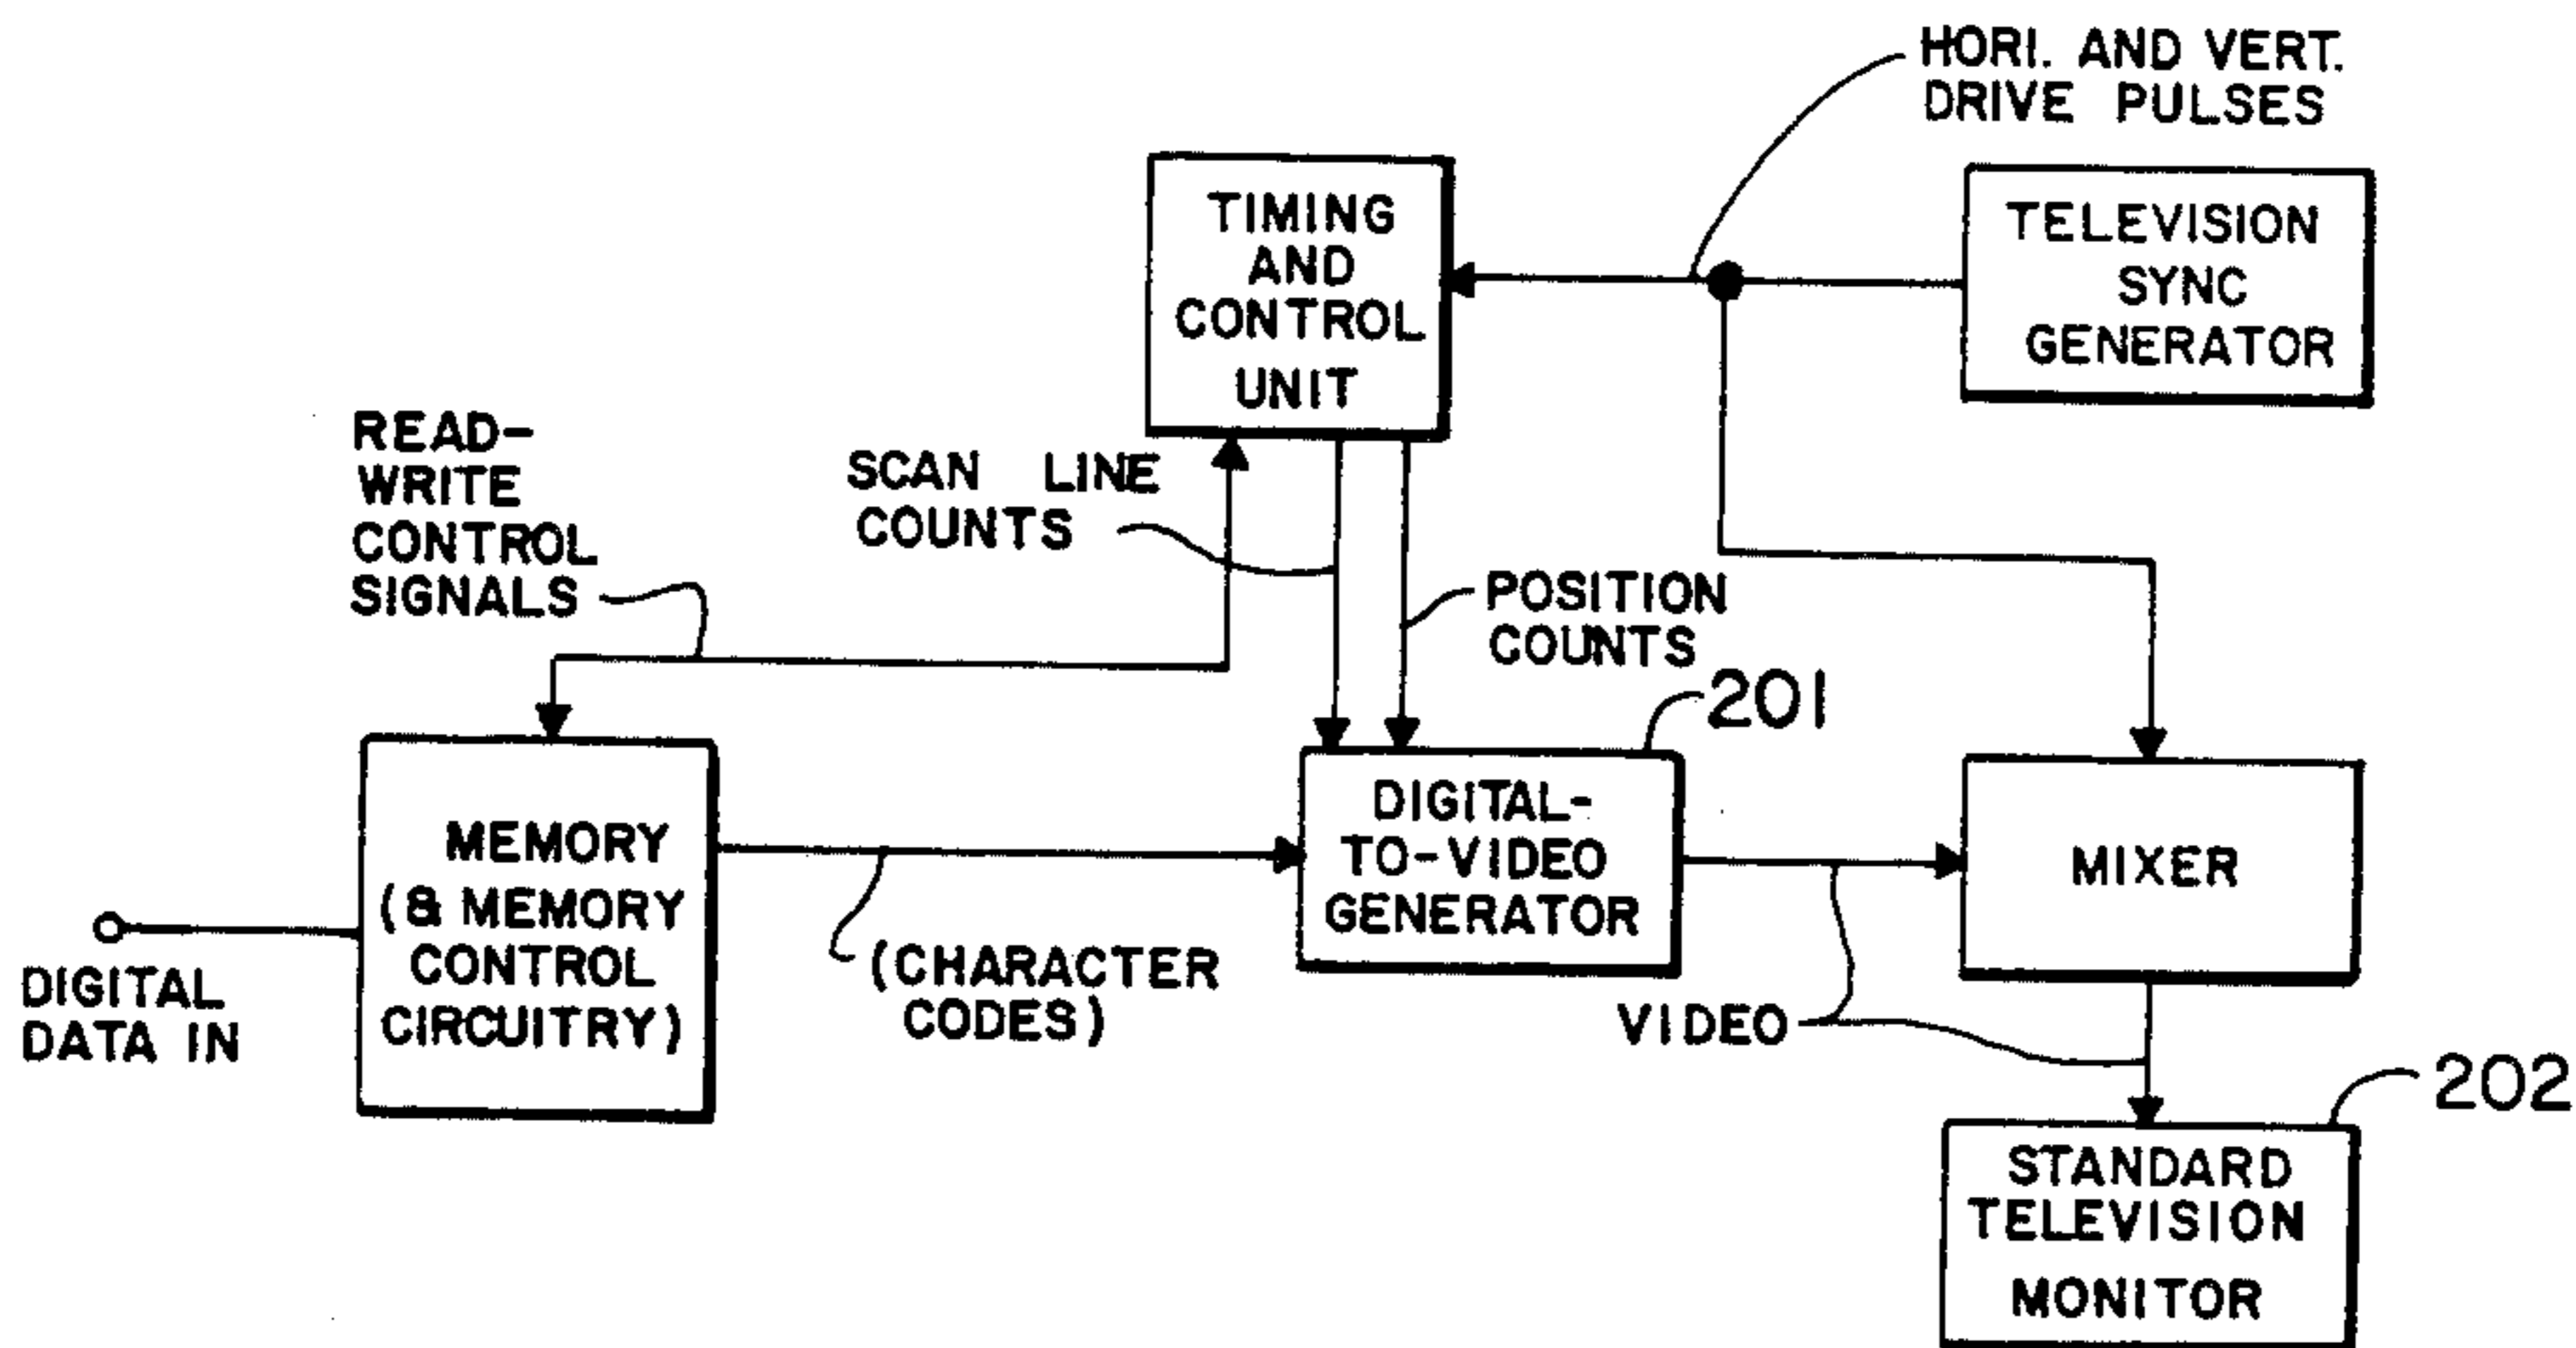 HORI. AND VERT.
DRIVE PULSES
TIMING
AND
CONTROL
UNIT
TELEVISION
SYNC
GENERATOR
READ-
WRITE
CONTROL
SIGNALS
SCAN LINE
COUNTS
POSITION
COUNTS
201
MEMORY
(& MEMORY
CONTROL
CIRCUITRY)
DIGITAL-
TO-VIDEO
GENERATOR
MIXER
DIGITAL
DATA IN
(CHARACTER
CODES)
VIDEO
202
STANDARD
TELEVISION
MONITOR